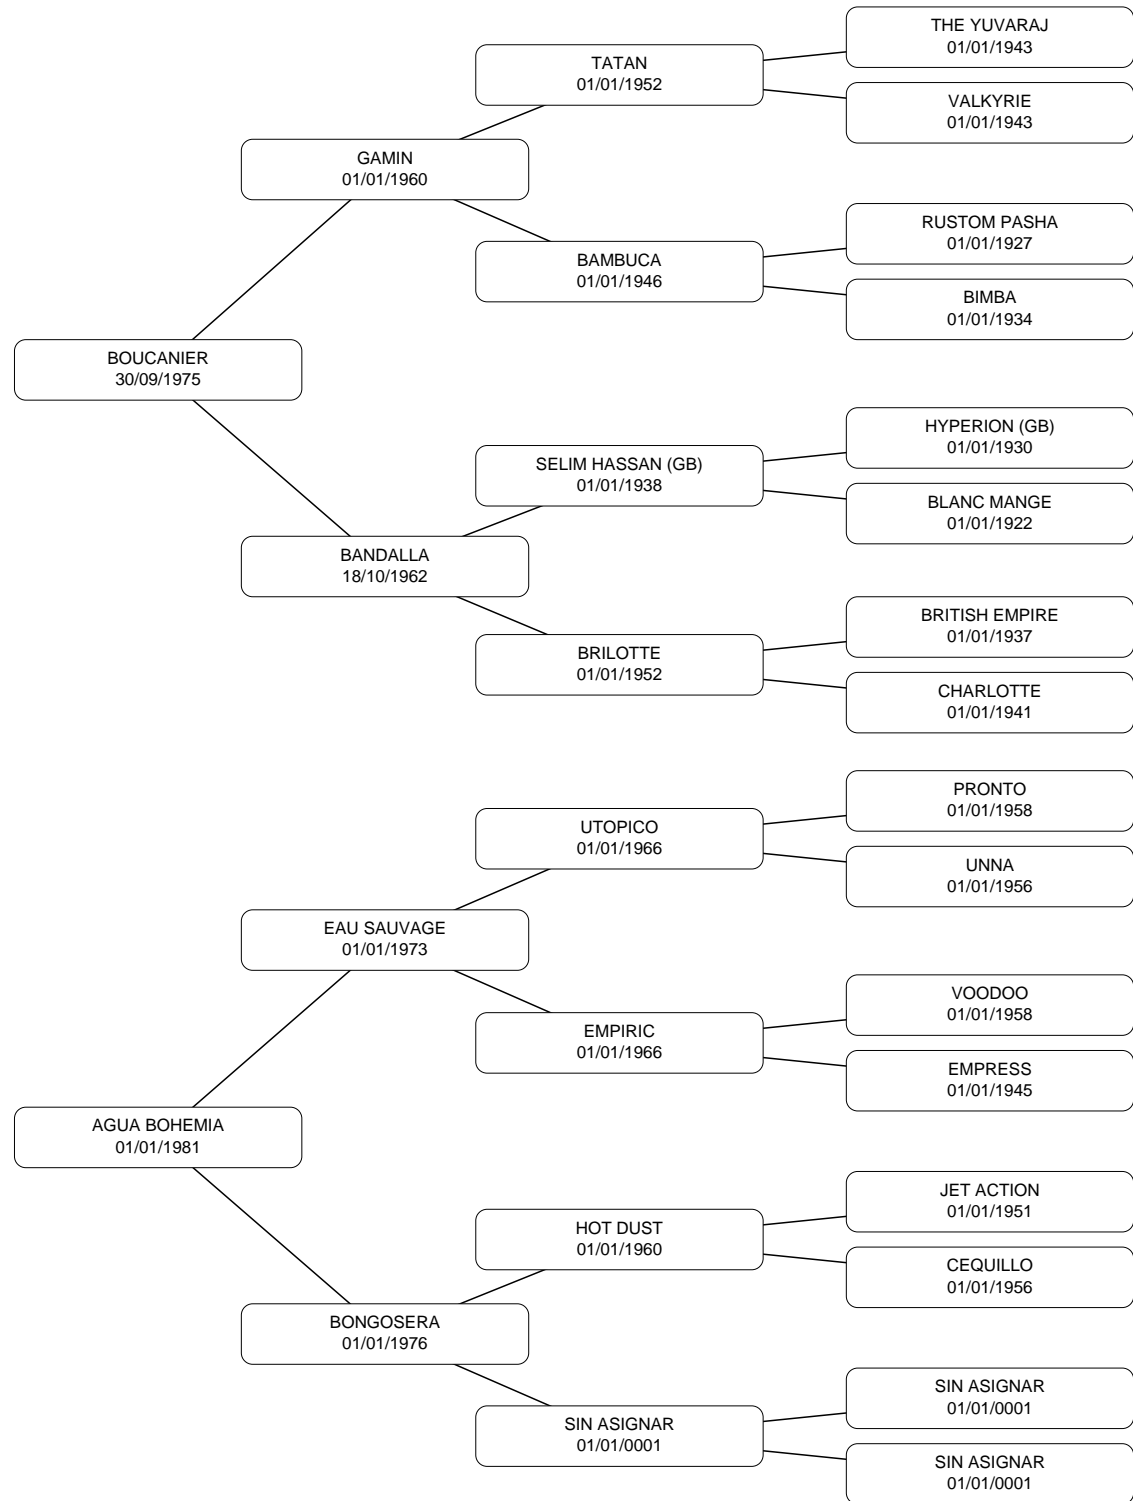 THE YUVARAJ
01/01/1943
TATAN
01/01/1952
VALKYRIE
01/01/1943
GAMIN
01/01/1960
RUSTOM PASHA
01/01/1927
BAMBUCA
01/01/1946
BIMBA
01/01/1934
BOUCANIER
30/09/1975
HYPERION (GB)
01/01/1930
SELIM HASSAN (GB)
01/01/1938
BLANC MANGE
01/01/1922
BANDALLA
18/10/1962
BRITISH EMPIRE
01/01/1937
BRILOTTE
01/01/1952
CHARLOTTE
01/01/1941
PRONTO
01/01/1958
UTOPICO
01/01/1966
UNNA
01/01/1956
EAU SAUVAGE
01/01/1973
VOODOO
01/01/1958
EMPIRIC
01/01/1966
EMPRESS
01/01/1945
AGUA BOHEMIA
01/01/1981
JET ACTION
01/01/1951
HOT DUST
01/01/1960
CEQUILLO
01/01/1956
BONGOSERA
01/01/1976
SIN ASIGNAR
01/01/0001
SIN ASIGNAR
01/01/0001
SIN ASIGNAR
01/01/0001